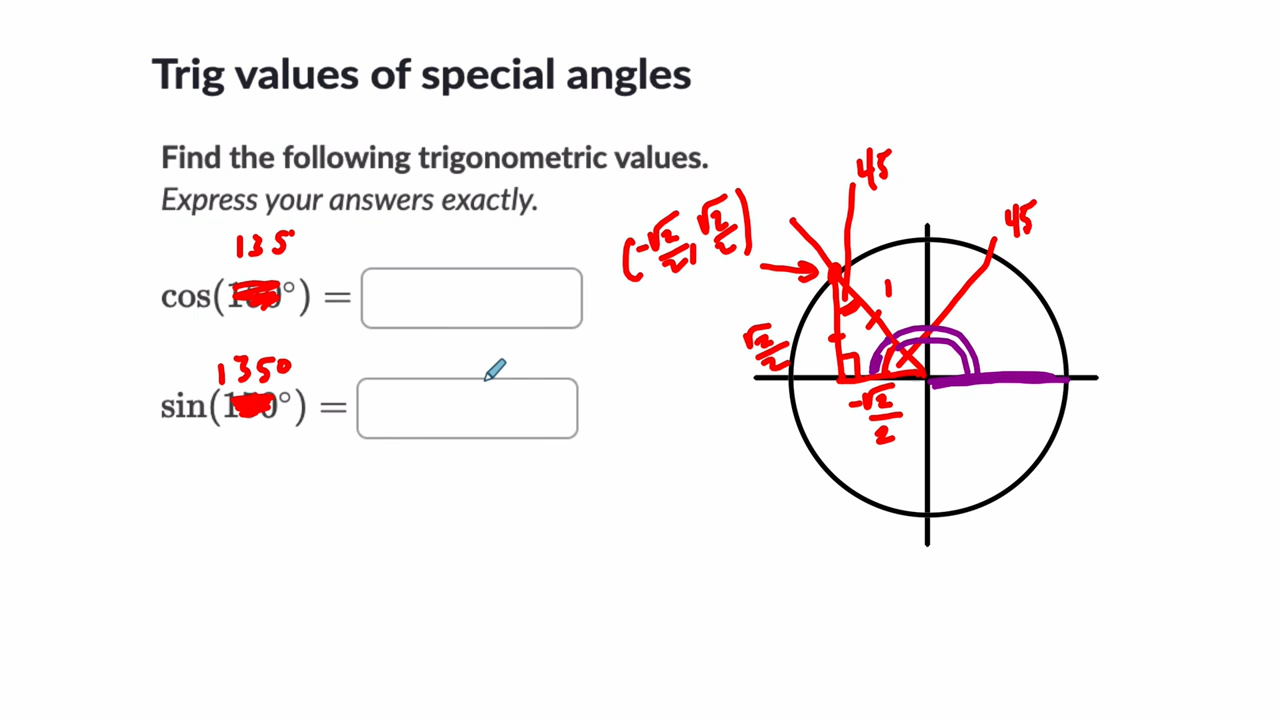 Trig values of special angles
Find the following trigonometric values.
Express your answers exactly.
135°
cos( °) =
135°
sin( °) =
45
45
(-√2/2, √2/2)
1
√2/2
-√2/2